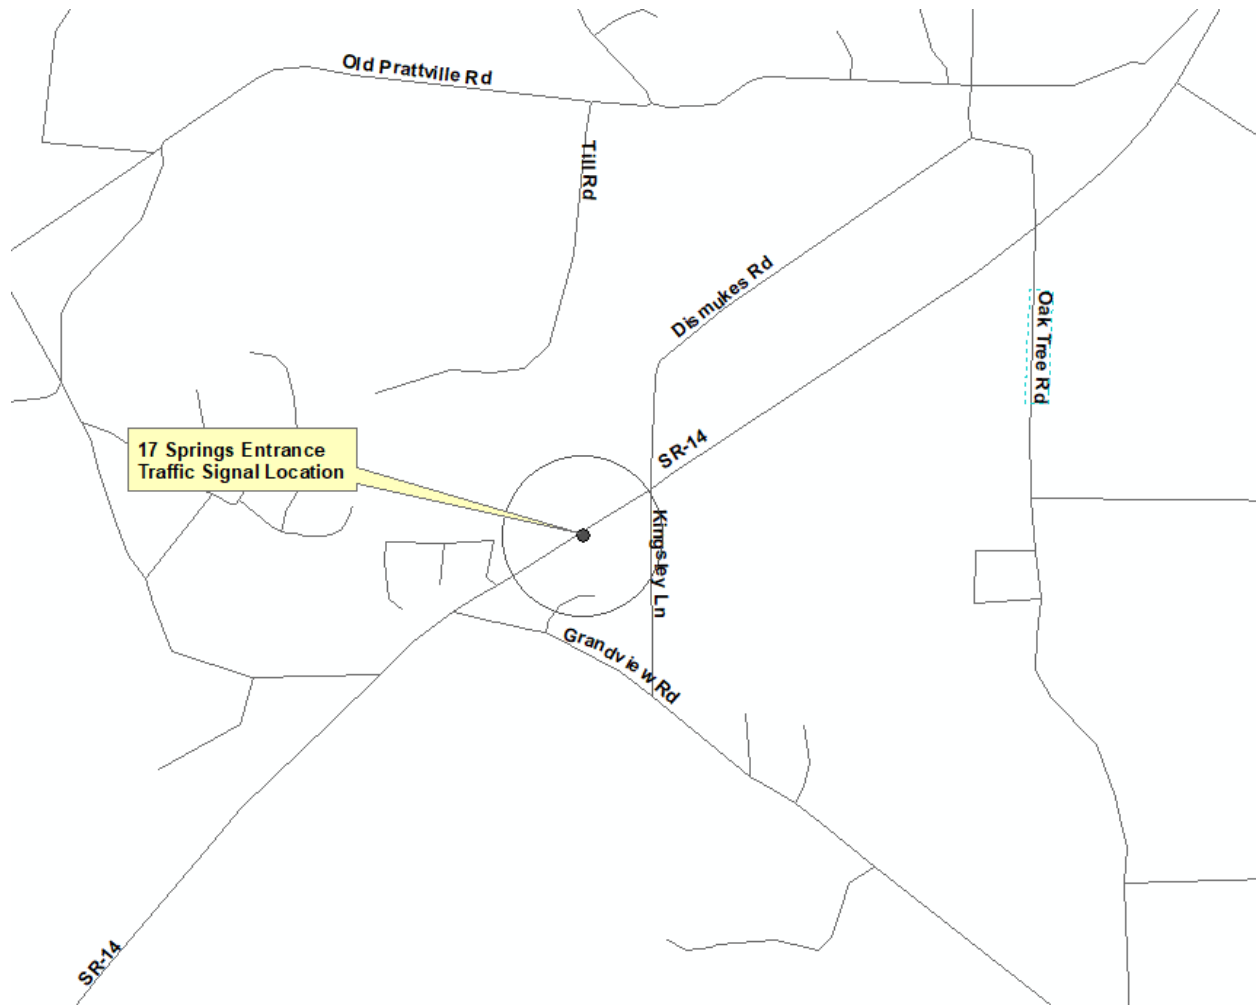 Old Prattville Rd
Till Rd
Dismukes Rd
Oak Tree Rd
SR-14
17 Springs Entrance
Traffic Signal Location
Kingsley Ln
Grandview Rd
SR-14